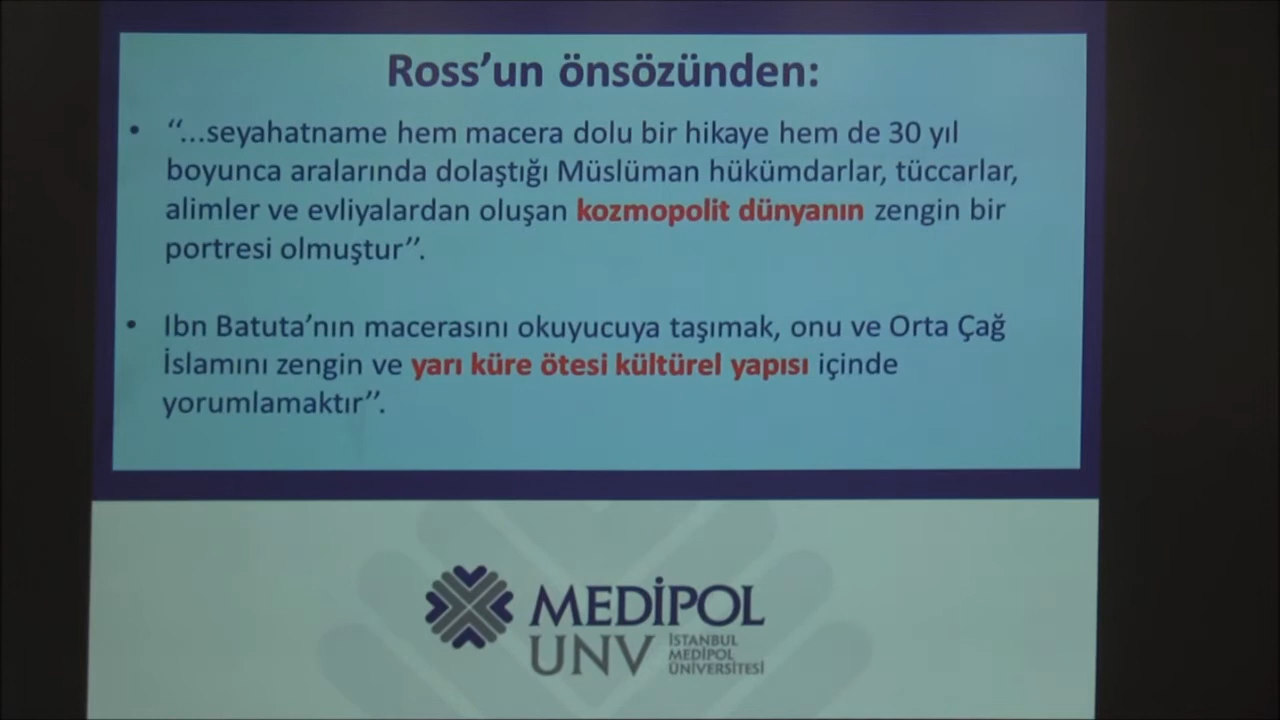 Ross’un önsözünden:
• “...seyahatname hem macera dolu bir hikaye hem de 30 yıl
boyunca aralarında dolaştığı Müslüman hükümdarlar, tüccarlar,
alimler ve evliyalardan oluşan kozmopolit dünyanın zengin bir
portresi olmuştur”.
• Ibn Batuta’nın macerasını okuyucuya taşımak, onu ve Orta Çağ
İslamını zengin ve yarı küre ötesi kültürel yapısı içinde
yorumlamaktır”.
MEDİPOL
UNV
İSTANBUL
MEDİPOL
ÜNİVERSİTESİ